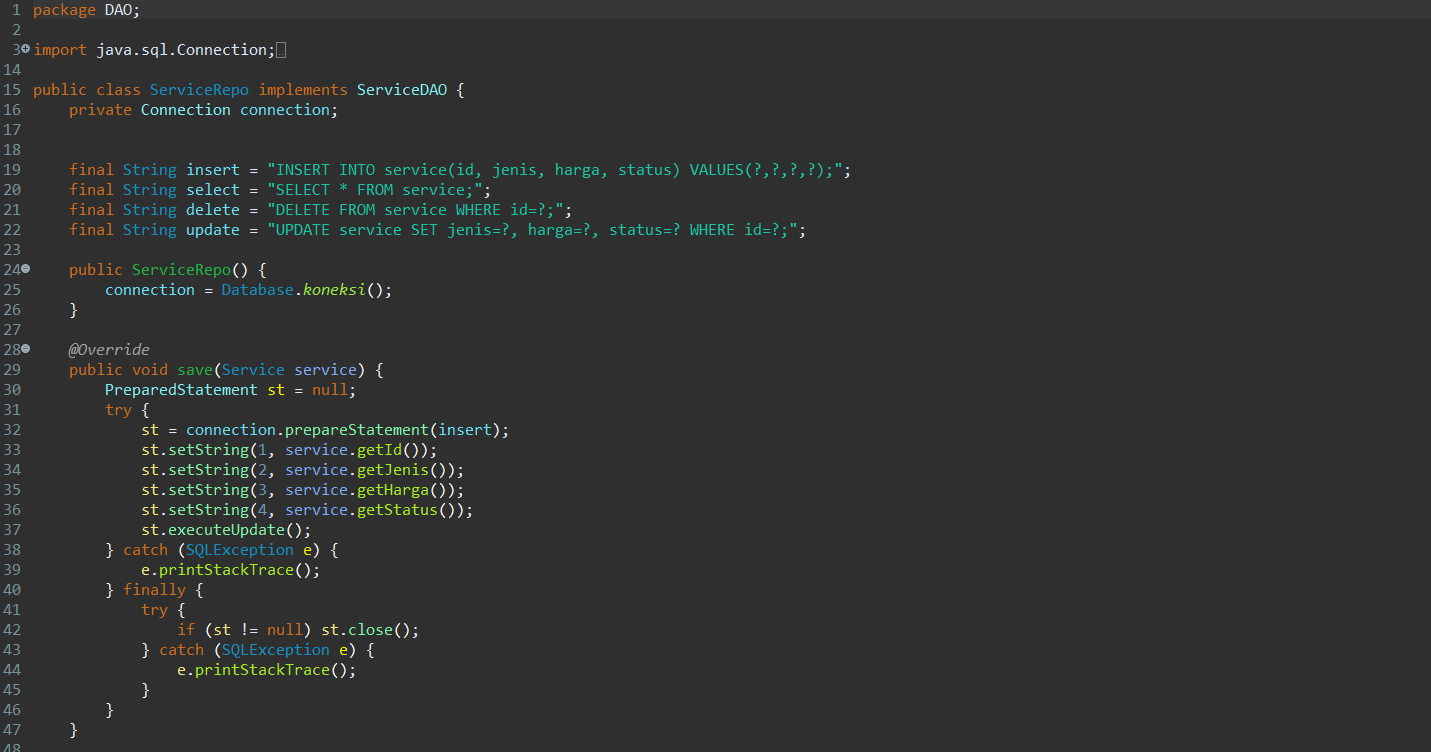 1 package DAO;
2
3 import java.sql.Connection;
14
15 public class ServiceRepo implements ServiceDAO {
16     private Connection connection;
17
18
19     final String insert = "INSERT INTO service(id, jenis, harga, status) VALUES(?,?,?,?);";
20     final String select = "SELECT * FROM service;";
21     final String delete = "DELETE FROM service WHERE id=?;";
22     final String update = "UPDATE service SET jenis=?, harga=?, status=? WHERE id=?;";
23
24     public ServiceRepo() {
25         connection = Database.koneksi();
26     }
27
28     @Override
29     public void save(Service service) {
30         PreparedStatement st = null;
31         try {
32             st = connection.prepareStatement(insert);
33             st.setString(1, service.getId());
34             st.setString(2, service.getJenis());
35             st.setString(3, service.getHarga());
36             st.setString(4, service.getStatus());
37             st.executeUpdate();
38         } catch (SQLException e) {
39             e.printStackTrace();
40         } finally {
41             try {
42                 if (st != null) st.close();
43             } catch (SQLException e) {
44                 e.printStackTrace();
45             }
46         }
47     }
48